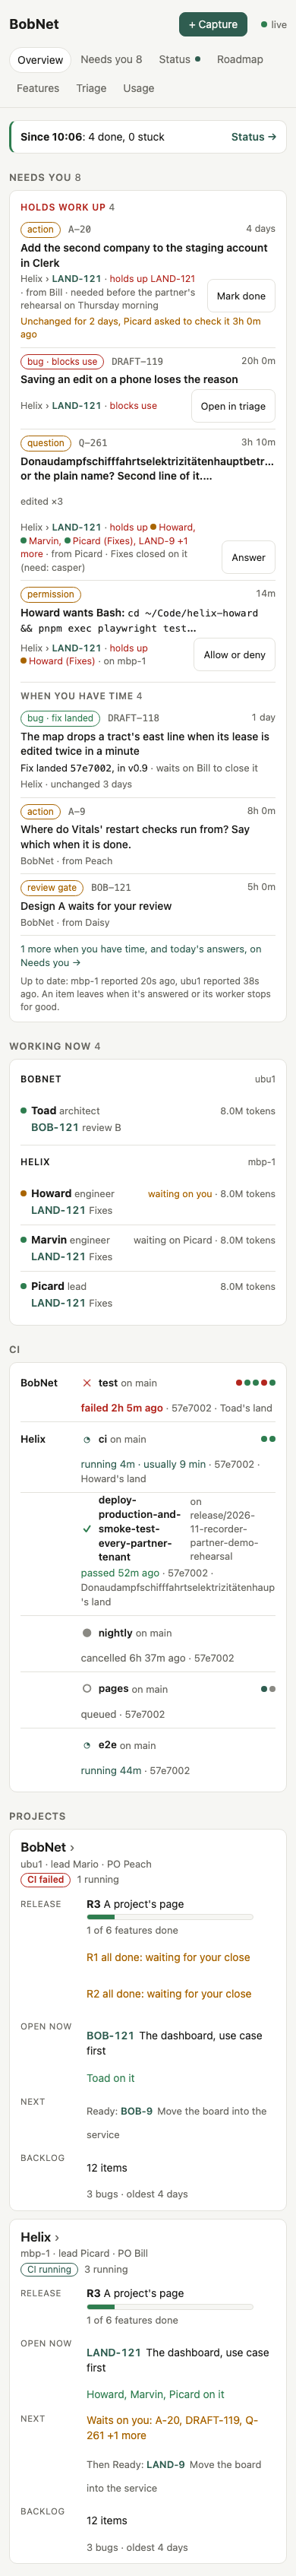 BobNet
+ Capture
live
Overview
Needs you 8
Status
Roadmap
Features
Triage
Usage
Since 10:06: 4 done, 0 stuck
Status →
NEEDS YOU 8
HOLDS WORK UP 4
action A-20 4 days
Add the second company to the staging account
in Clerk
Helix › LAND-121 · holds up LAND-121
· from Bill · needed before the partner's
rehearsal on Thursday morning
Mark done
Unchanged for 2 days, Picard asked to check it 3h 0m
ago
bug · blocks use DRAFT-119 20h 0m
Saving an edit on a phone loses the reason
Helix › LAND-121 · blocks use
Open in triage
question Q-261 3h 10m
Donaudampfschifffahrtselektrizitätenhauptbetr...
or the plain name? Second line of it....
edited ×3
Helix › LAND-121 · holds up Howard,
Marvin, Picard (Fixes), LAND-9 +1
more · from Picard · Fixes closed on it
(need: casper)
Answer
permission 14m
Howard wants Bash: cd ~/Code/helix-howard
&& pnpm exec playwright test...
Helix › LAND-121 · holds up
Howard (Fixes) · on mbp-1
Allow or deny
WHEN YOU HAVE TIME 4
bug · fix landed DRAFT-118 1 day
The map drops a tract's east line when its lease is
edited twice in a minute
Fix landed 57e7002, in v0.9 · waits on Bill to close it
Helix · unchanged 3 days
action A-9 8h 0m
Where do Vitals' restart checks run from? Say
which when it is done.
BobNet · from Peach
review gate BOB-121 5h 0m
Design A waits for your review
BobNet · from Daisy
1 more when you have time, and today's answers, on
Needs you →
Up to date: mbp-1 reported 20s ago, ubu1 reported 38s
ago. An item leaves when it's answered or its worker stops
for good.
WORKING NOW 4
BOBNET ubu1
Toad architect 8.0M tokens
BOB-121 review B
HELIX mbp-1
Howard engineer waiting on you · 8.0M tokens
LAND-121 Fixes
Marvin engineer waiting on Picard · 8.0M tokens
LAND-121 Fixes
Picard lead 8.0M tokens
LAND-121 Fixes
CI
BobNet test on main
failed 2h 5m ago · 57e7002 · Toad's land
Helix ci on main
running 4m · usually 9 min · 57e7002 ·
Howard's land
deploy-
production-and-
smoke-test-
every-partner-
tenant
on
release/2026-
11-recorder-
partner-demo-
rehearsal
passed 52m ago · 57e7002 ·
Donaudampfschifffahrtselektrizitätenhaup
's land
nightly on main
cancelled 6h 37m ago · 57e7002
pages on main
queued · 57e7002
e2e on main
running 44m · 57e7002
PROJECTS
BobNet ›
ubu1 · lead Mario · PO Peach
CI failed 1 running
RELEASE R3 A project's page
1 of 6 features done
R1 all done: waiting for your close
R2 all done: waiting for your close
OPEN NOW BOB-121 The dashboard, use case
first
Toad on it
NEXT Ready: BOB-9 Move the board into the
service
BACKLOG 12 items
3 bugs · oldest 4 days
Helix ›
mbp-1 · lead Picard · PO Bill
CI running 3 running
RELEASE R3 A project's page
1 of 6 features done
OPEN NOW LAND-121 The dashboard, use case
first
Howard, Marvin, Picard on it
NEXT Waits on you: A-20, DRAFT-119, Q-
261 +1 more
Then Ready: LAND-9 Move the board
into the service
BACKLOG 12 items
3 bugs · oldest 4 days